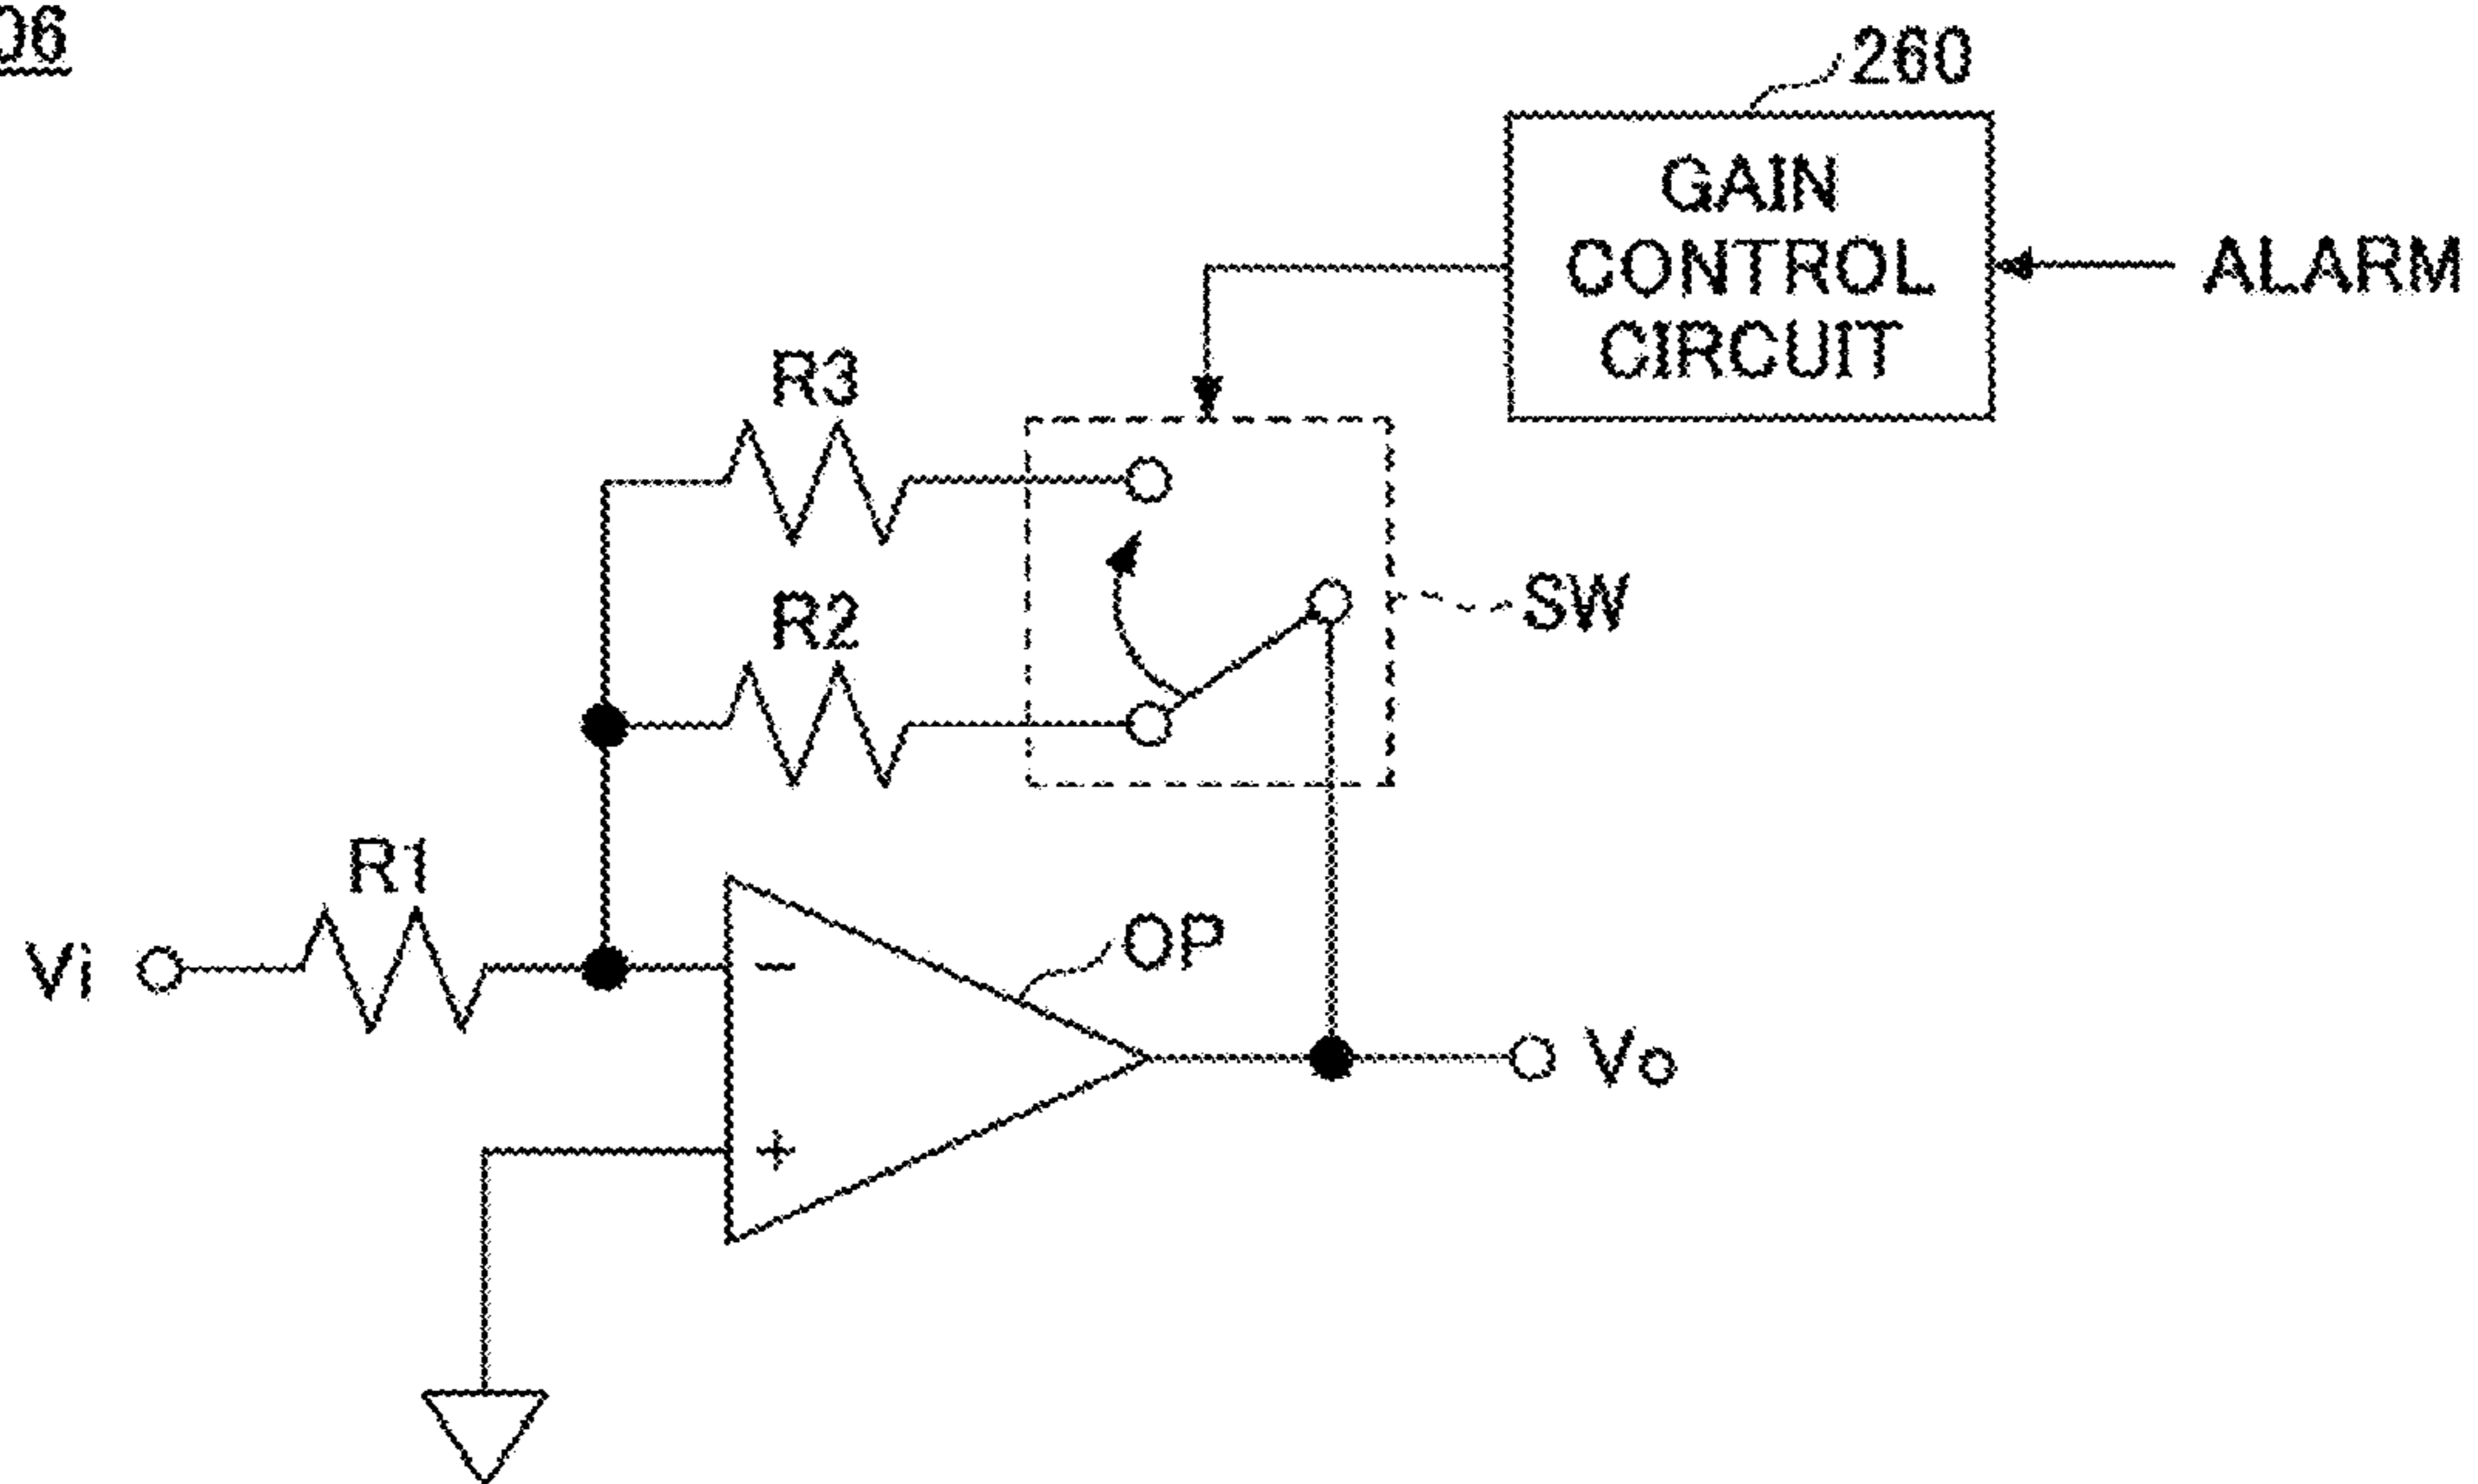 06
260
GAIN
CONTROL
CIRCUIT
ALARM
R3
R2
SW
R1
Vi
-
OP
Vo
+